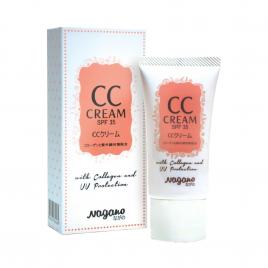 CC
CREAM
SPF 35
CCクリーム
with Collagen and
UV Protection
Nagano
CC
CREAM
SPF 35
CCクリーム
with Collagen and
UV Protection
Nagano